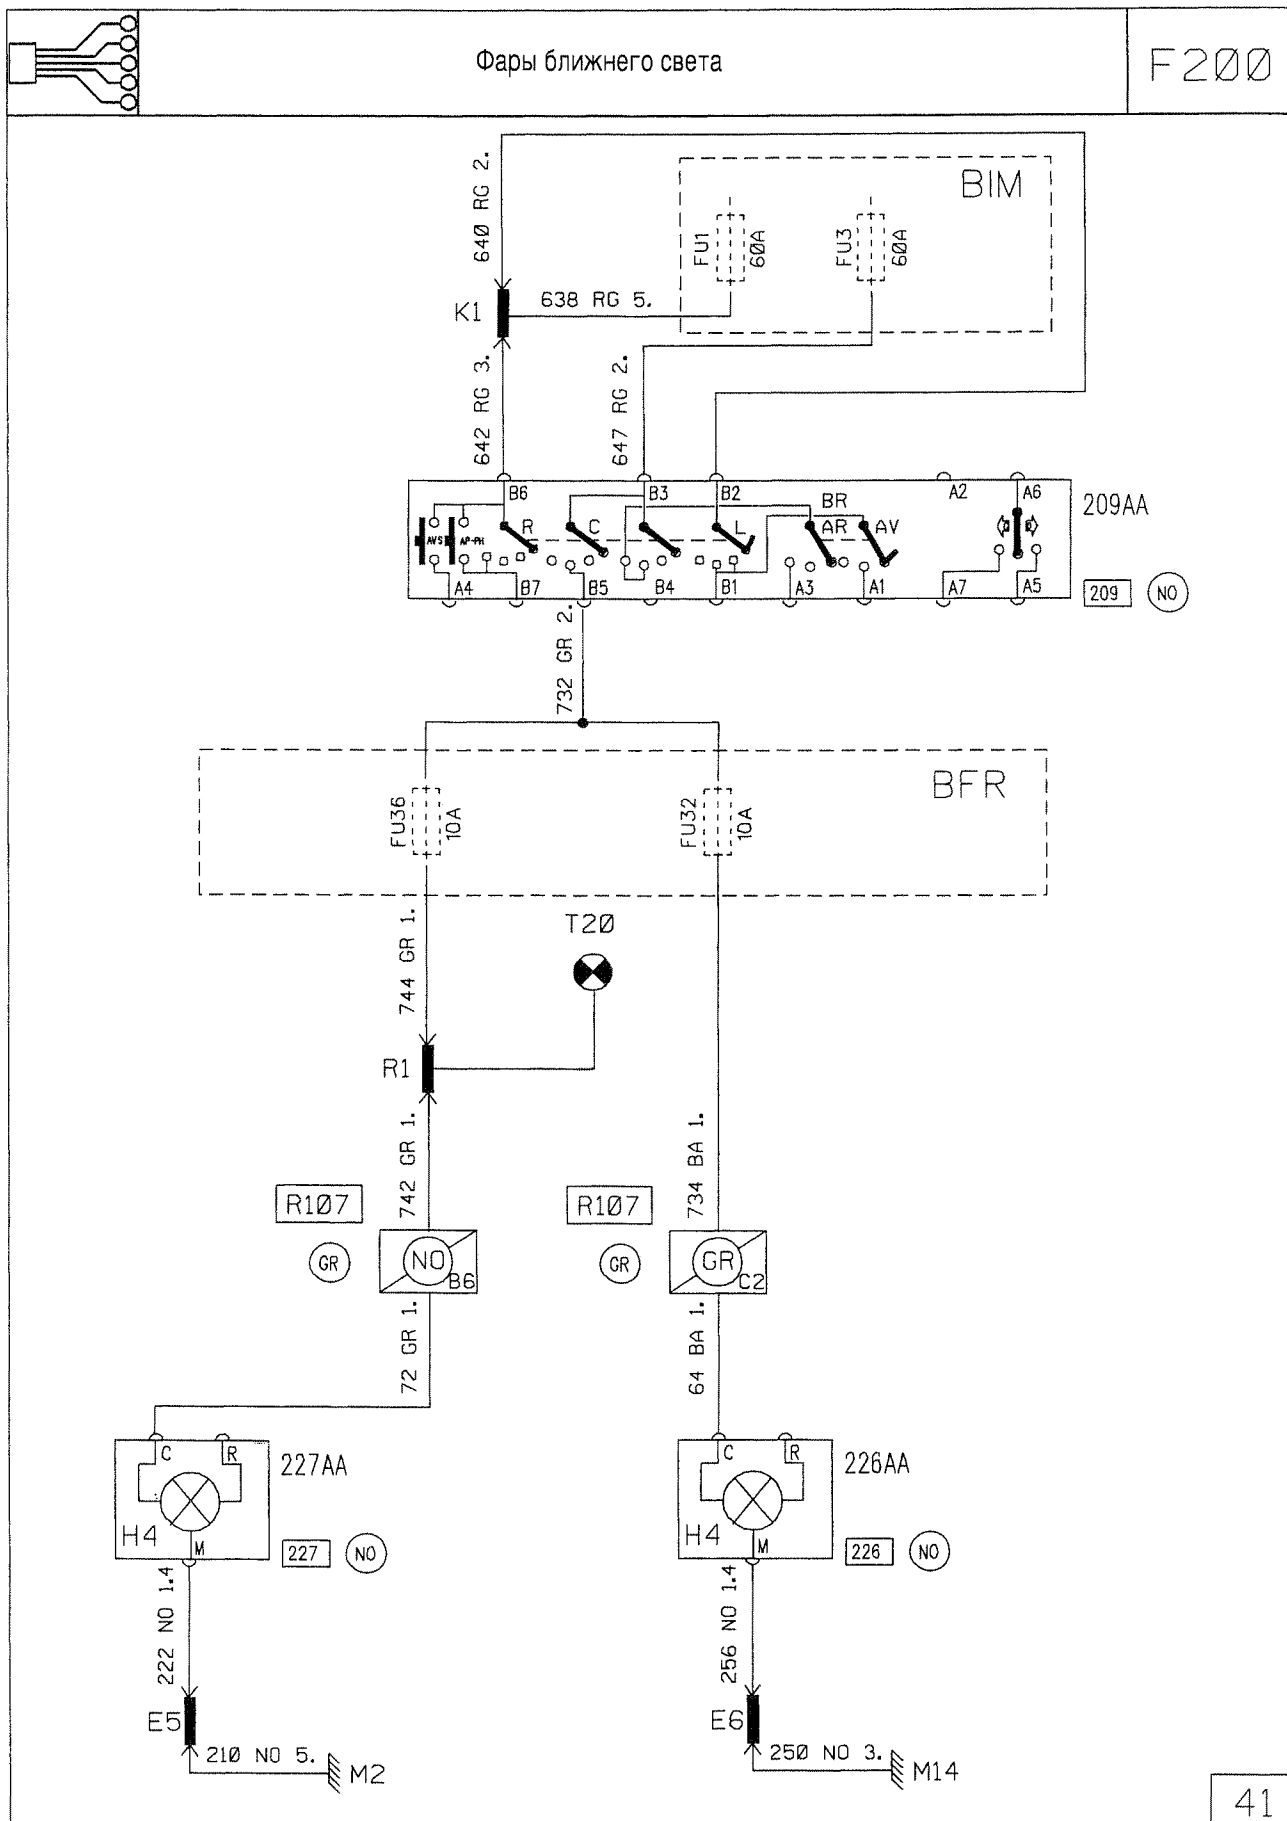 Фары ближнего света
F200
BIM
640 RG 2.
FU1
60A
FU3
60A
K1
638 RG 5.
642 RG 3.
647 RG 2.
B6
B3
B2
A2
A6
209AA
BR
AVS
AP-PH
R
C
L
AR
AV
A4
B7
B5
B4
B1
A3
A1
A7
A5
209
NO
732 GR 2.
BFR
FU36
10A
FU32
10A
744 GR 1.
T20
R1
742 GR 1.
734 BA 1.
R107
R107
GR
NO
B6
GR
GR
C2
72 GR 1.
64 BA 1.
C
R
227AA
C
R
226AA
H4
M
227
NO
H4
M
226
NO
222 NO 1.4
256 NO 1.4
E5
E6
210 NO 5.
M2
250 NO 3.
M14
41